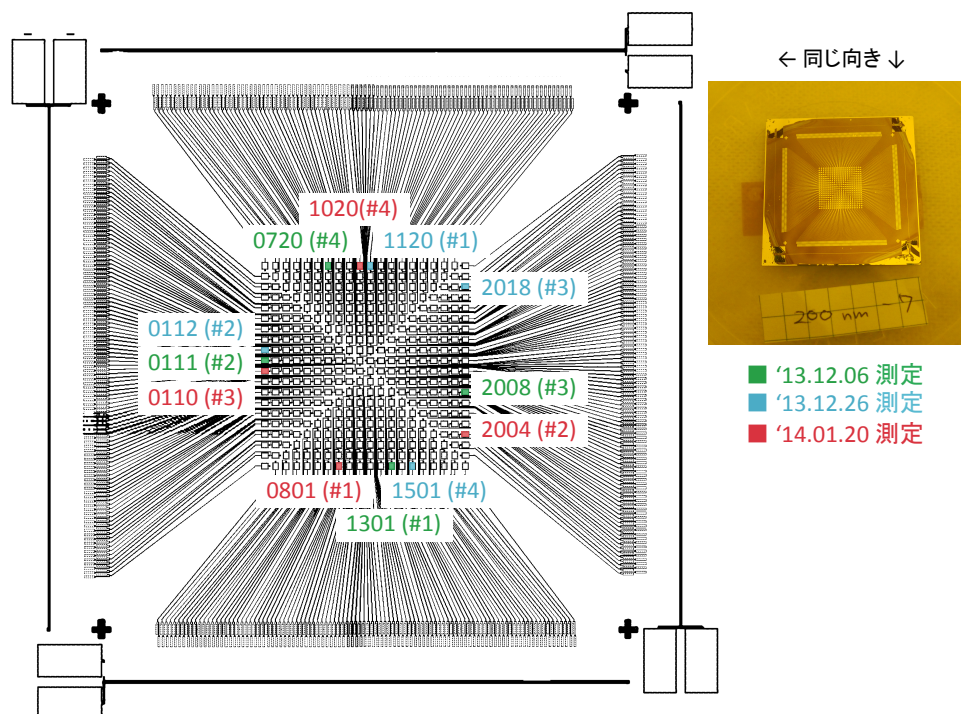 ← 同じ向き ↓
1020(#4)
0720 (#4)
1120 (#1)
2018 (#3)
0112 (#2)
0111 (#2)
0110 (#3)
2008 (#3)
2004 (#2)
0801 (#1)
1501 (#4)
1301 (#1)
200 nm -7
‘13.12.06 測定
‘13.12.26 測定
‘14.01.20 測定